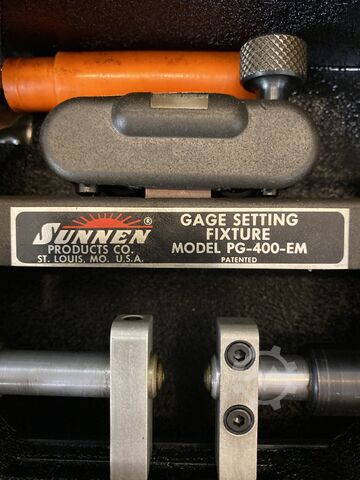 SUNNEN®
PRODUCTS CO.
ST. LOUIS, MO. U.S.A.
GAGE SETTING
FIXTURE
MODEL PG-400-EM
PATENTED